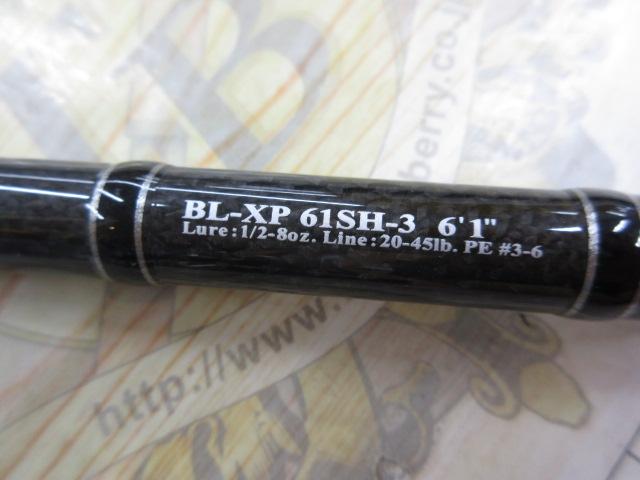 BL-XP 61SH-3 6'1"
Lure:1/2-8oz. Line:20-45lb. PE #3-6
berry.co.j
http://www.